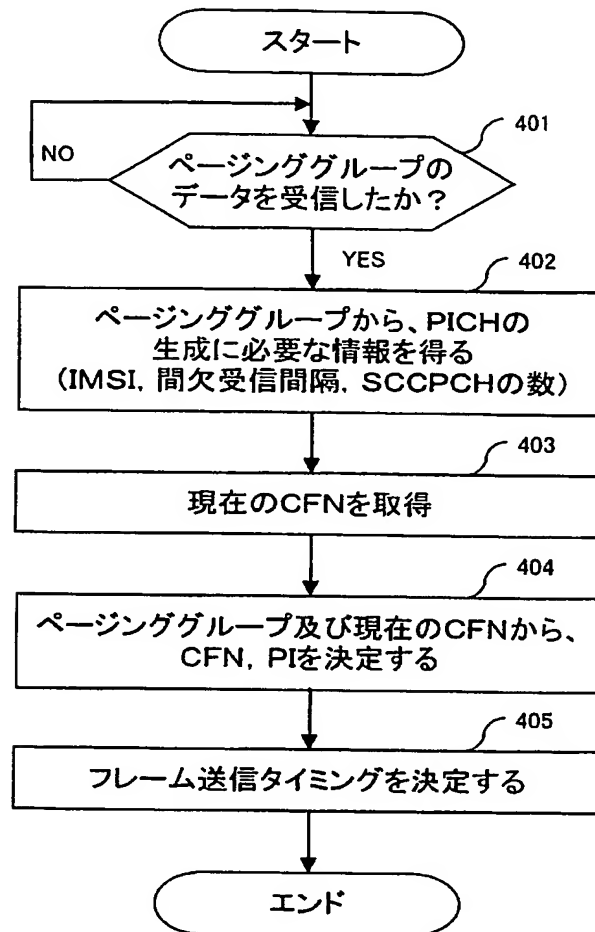 スタート
401
NO
ページンググループの
データを受信したか？
YES
402
ページンググループから、PICHの
生成に必要な情報を得る
(IMSI, 間欠受信間隔, SCCPCHの数)
403
現在のCFNを取得
404
ページンググループ及び現在のCFNから、
CFN, PIを決定する
405
フレーム送信タイミングを決定する
エンド